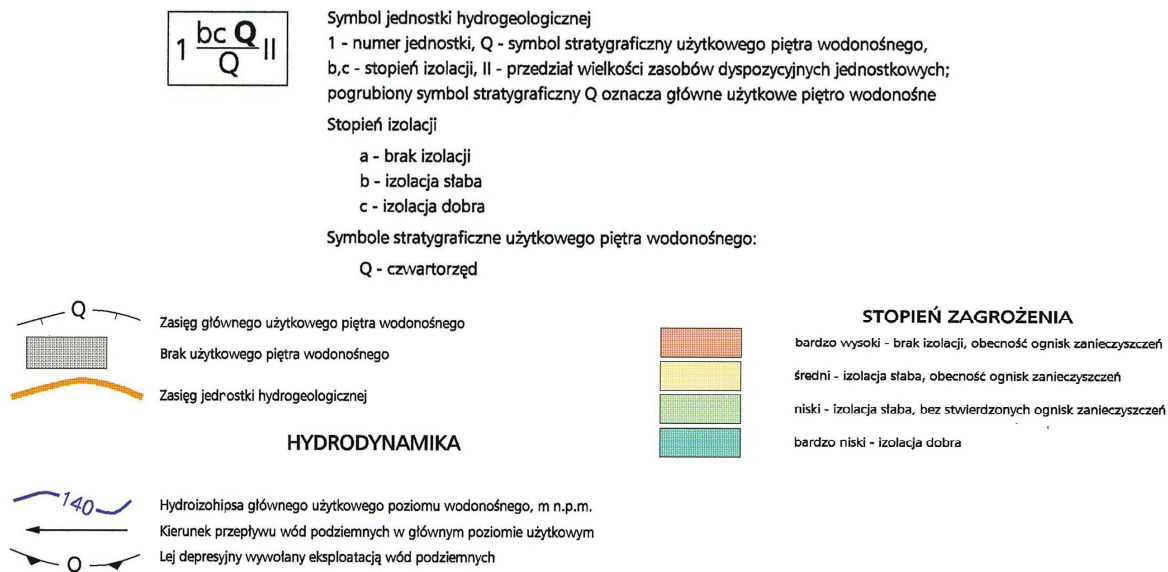 1 bc Q II
Q
Symbol jednostki hydrogeologicznej
1 - numer jednostki, Q - symbol stratygraficzny użytkowego piętra wodonośnego,
b,c - stopień izolacji, II - przedział wielkości zasobów dyspozycyjnych jednostkowych;
pogrubiony symbol stratygraficzny Q oznacza główne użytkowe piętro wodonośne
Stopień izolacji
a - brak izolacji
b - izolacja słaba
c - izolacja dobra
Symbole stratygraficzne użytkowego piętra wodonośnego:
Q - czwartorzęd
Q
Zasięg głównego użytkowego piętra wodonośnego
Brak użytkowego piętra wodonośnego
Zasięg jednostki hydrogeologicznej
HYDRODYNAMIKA
140
Hydroizohipsa głównego użytkowego poziomu wodonośnego, m n.p.m.
Kierunek przepływu wód podziemnych w głównym poziomie użytkowym
Q
Lej depresyjny wywołany eksploatacją wód podziemnych
STOPIEŃ ZAGROŻENIA
bardzo wysoki - brak izolacji, obecność ognisk zanieczyszczeń
średni - izolacja słaba, obecność ognisk zanieczyszczeń
niski - izolacja słaba, bez stwierdzonych ognisk zanieczyszczeń
bardzo niski - izolacja dobra